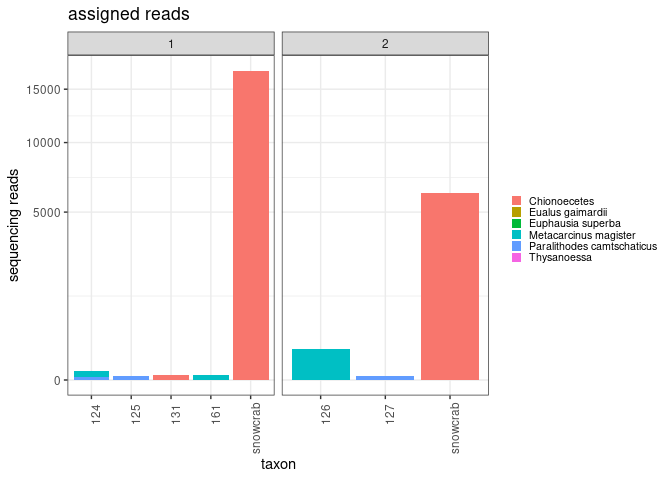 assigned reads
1
2
15000
10000
5000
0
sequencing reads
124
125
131
161
snowcrab
126
127
snowcrab
taxon
Chionoecetes
Eualus gaimardii
Euphausia superba
Metacarcinus magister
Paralithodes camtschaticus
Thysanoessa